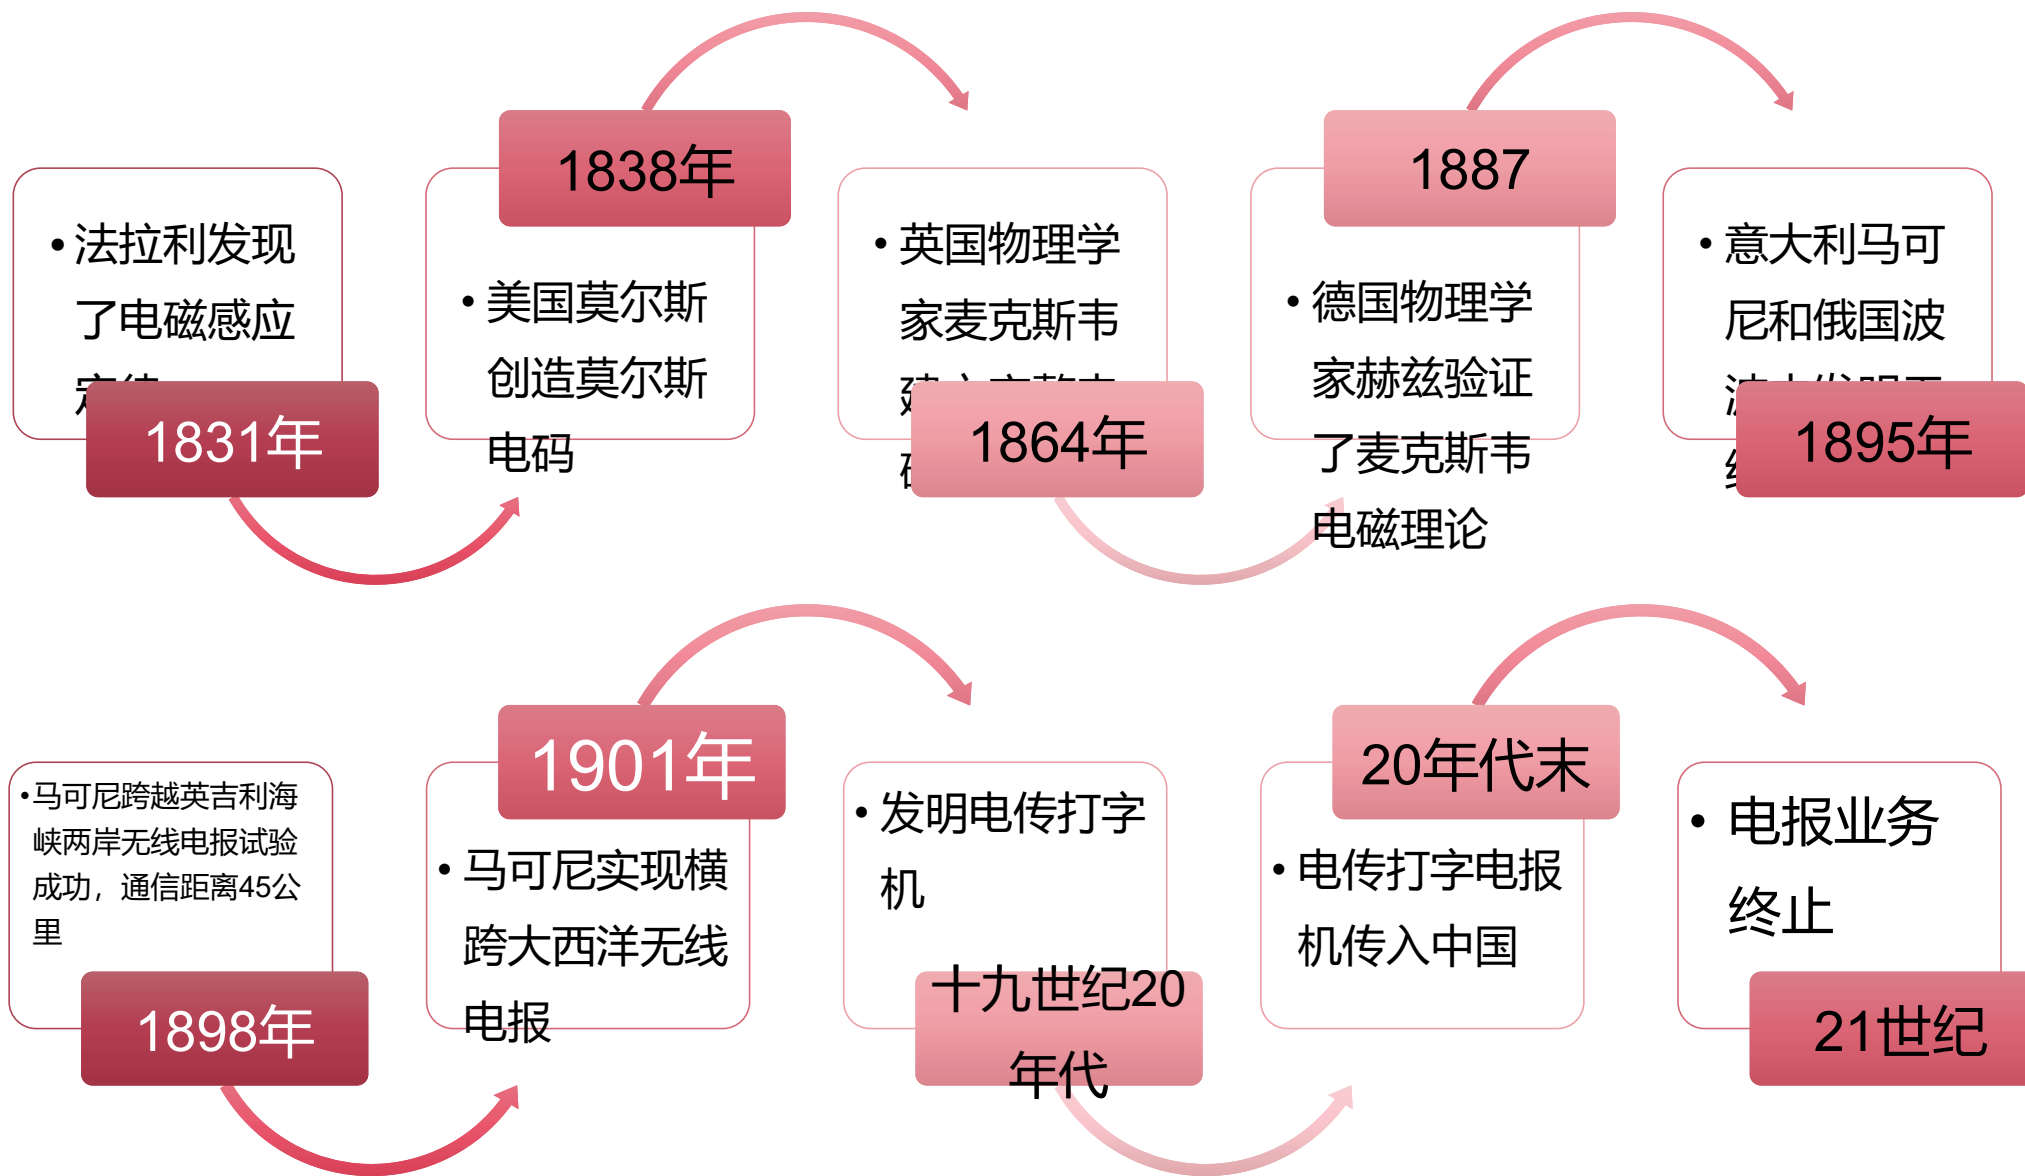 1838年
1887
• 法拉利发现
了电磁感应
• 美国莫尔斯
创造莫尔斯
电码
• 英国物理学
家麦克斯韦
• 德国物理学
家赫兹验证
了麦克斯韦
电磁理论
• 意大利马可
尼和俄国波
1831年
1864年
1895年
1901年
20年代末
•马可尼跨越英吉利海
峡两岸无线电报试验
成功，通信距离45公
里
• 马可尼实现横
跨大西洋无线
电报
• 发明电传打字
机
• 电传打字电报
机传入中国
• 电报业务
终止
1898年
十九世纪20
年代
21世纪